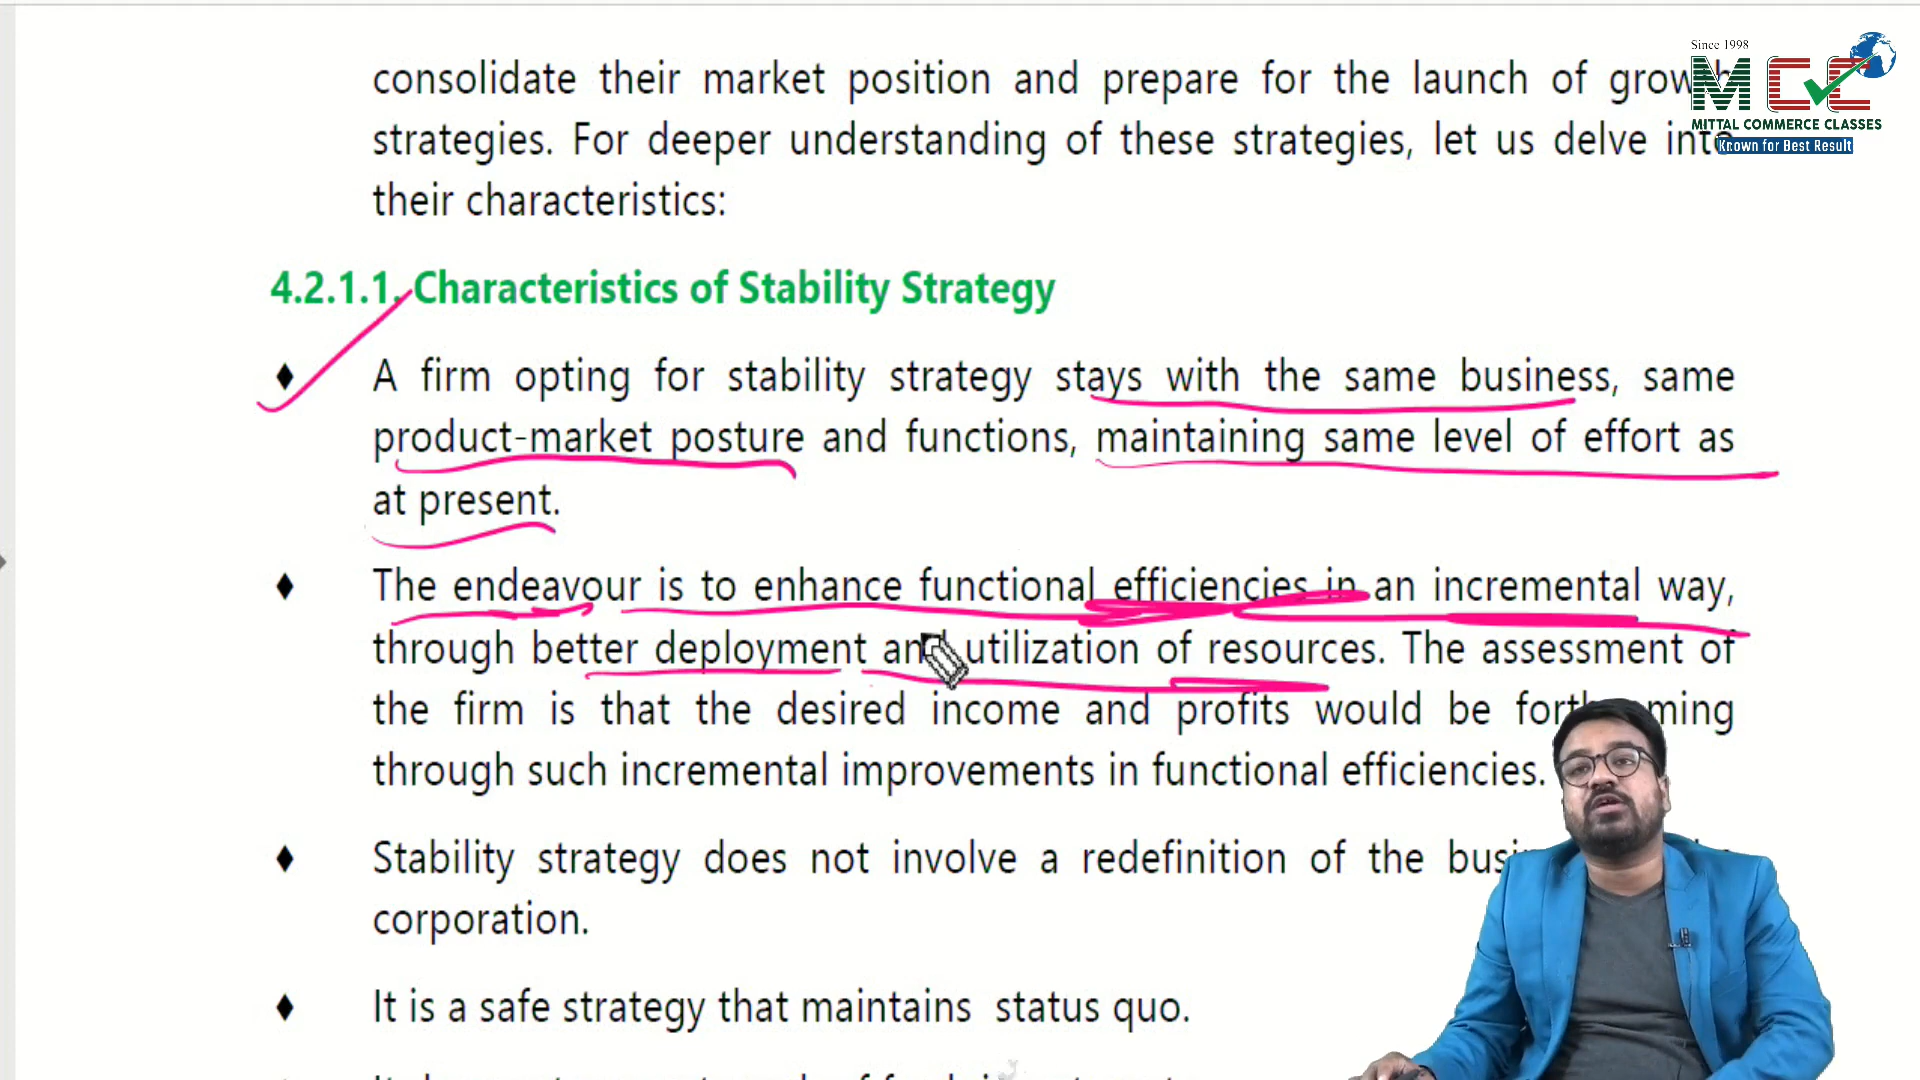 Since 1998
MCC
MITTAL COMMERCE CLASSES
Known for Best Result
consolidate their market position and prepare for the launch of growth
strategies. For deeper understanding of these strategies, let us delve into
their characteristics:
4.2.1.1. Characteristics of Stability Strategy
♦ A firm opting for stability strategy stays with the same business, same
product-market posture and functions, maintaining same level of effort as
at present.
♦ The endeavour is to enhance functional efficiencies in an incremental way,
through better deployment and utilization of resources. The assessment of
the firm is that the desired income and profits would be forthcoming
through such incremental improvements in functional efficiencies.
♦ Stability strategy does not involve a redefinition of the
corporation.
♦ It is a safe strategy that maintains status quo.